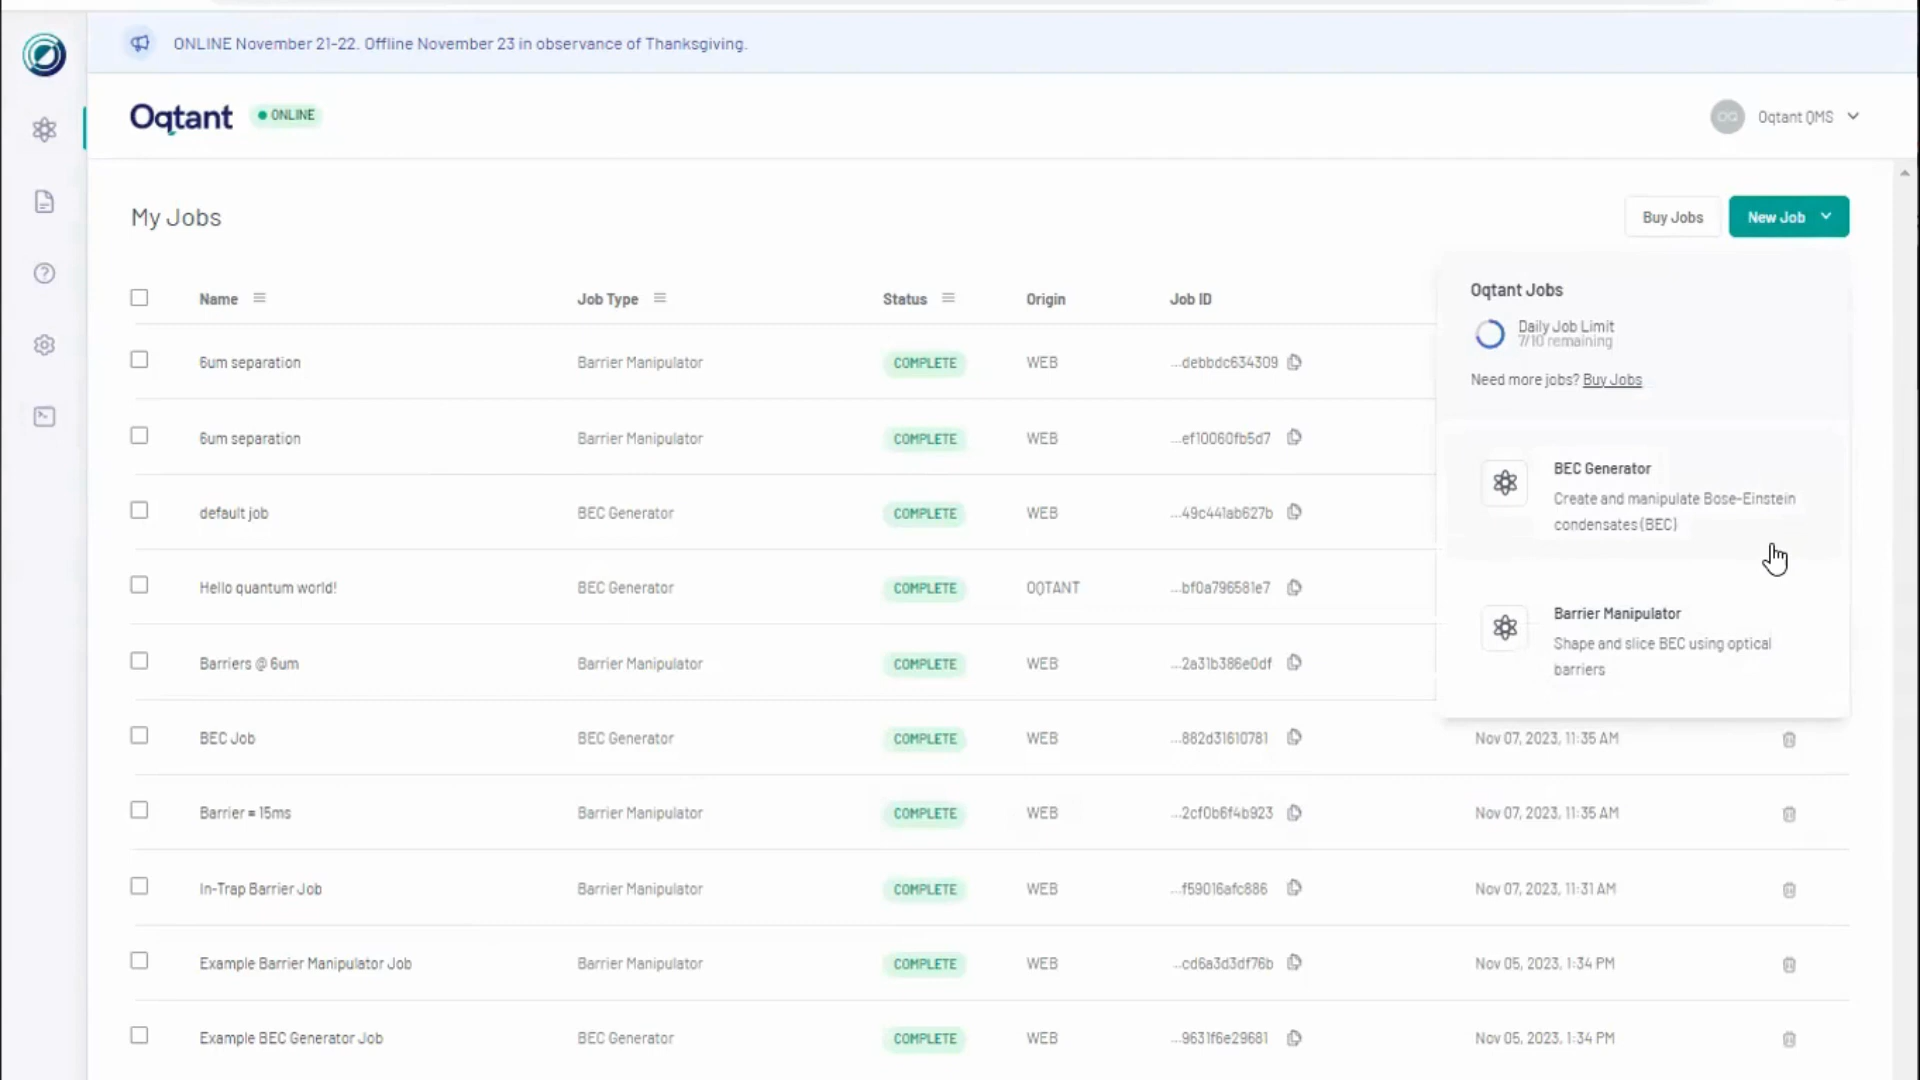 ONLINE November 21-22. Offline November 23 in observance of Thanksgiving.
Oqtant ONLINE
OQ Oqtant QMS
My Jobs
Buy Jobs New Job
Name Job Type Status Origin Job ID
Oqtant Jobs
Daily Job Limit
7/10 remaining
Need more jobs? Buy Jobs
BEC Generator
Create and manipulate Bose-Einstein
condensates (BEC)
Barrier Manipulator
Shape and slice BEC using optical
barriers
6um separation Barrier Manipulator COMPLETE WEB ...debbdc634309
6um separation Barrier Manipulator COMPLETE WEB ...ef10060fb5d7
default job BEC Generator COMPLETE WEB ...49c441ab627b
Hello quantum world! BEC Generator COMPLETE OQTANT ...bf0a796581e7
Barriers @ 6um Barrier Manipulator COMPLETE WEB ...2a31b386e0df
BEC Job BEC Generator COMPLETE WEB ...882d31610781 Nov 07, 2023, 11:35 AM
Barrier = 15ms Barrier Manipulator COMPLETE WEB ...2cf0b6f4b923 Nov 07, 2023, 11:35 AM
In-Trap Barrier Job Barrier Manipulator COMPLETE WEB ...f59016afc886 Nov 07, 2023, 11:31 AM
Example Barrier Manipulator Job Barrier Manipulator COMPLETE WEB ...cd6a3d3df76b Nov 05, 2023, 1:34 PM
Example BEC Generator Job BEC Generator COMPLETE WEB ...9631f6e29681 Nov 05, 2023, 1:34 PM